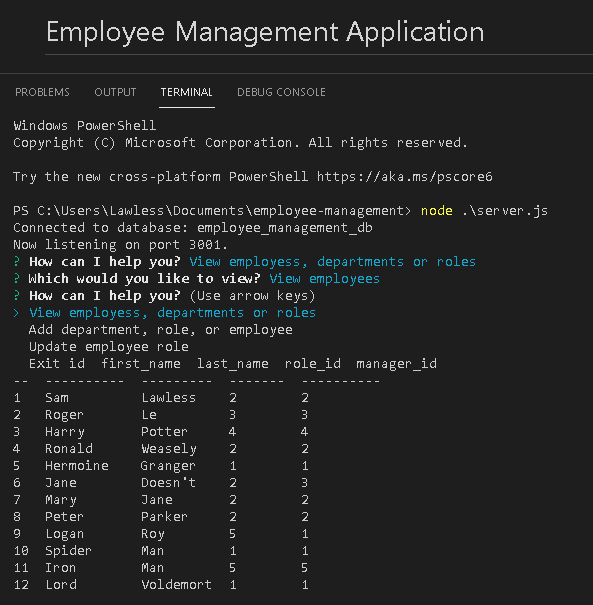 Employee Management Application
PROBLEMS OUTPUT TERMINAL DEBUG CONSOLE
Windows PowerShell
Copyright (C) Microsoft Corporation. All rights reserved.
Try the new cross-platform PowerShell https://aka.ms/pscore6
PS C:\Users\Lawless\Documents\employee-management> node .\server.js
Connected to database: employee_management_db
Now listening on port 3001.
? How can I help you? View employess, departments or roles
? Which would you like to view? View employees
? How can I help you? (Use arrow keys)
> View employess, departments or roles
Add department, role, or employee
Update employee role
Exit id first_name last_name role_id manager_id
-- ---------- --------- ------- ----------
1 Sam Lawless 2 2
2 Roger Le 3 3
3 Harry Potter 4 4
4 Ronald Weasely 2 2
5 Hermoine Granger 1 1
6 Jane Doesn't 2 3
7 Mary Jane 2 2
8 Peter Parker 2 2
9 Logan Roy 5 1
10 Spider Man 1 1
11 Iron Man 5 5
12 Lord Voldemort 1 1